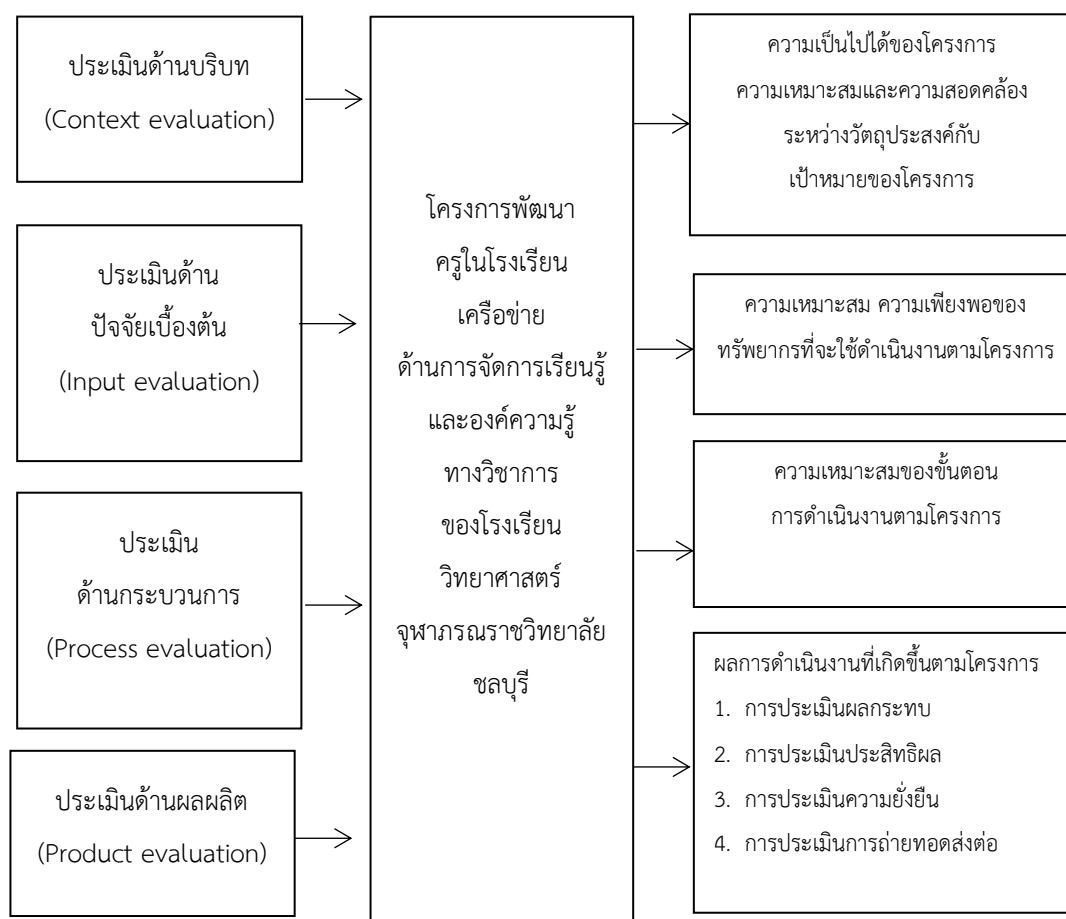 ประเมินด้านบริบท
(Context evaluation)
ประเมินด้าน
ปัจจัยเบื้องต้น
(Input evaluation)
ประเมิน
ด้านกระบวนการ
(Process evaluation)
ประเมินด้านผลผลิต
(Product evaluation)
โครงการพัฒนา
ครูในโรงเรียน
เครือข่าย
ด้านการจัดการเรียนรู้
และองค์ความรู้
ทางวิชาการ
ของโรงเรียน
วิทยาศาสตร์
จุฬาภรณราชวิทยาลัย
ชลบุรี
ความเป็นไปได้ของโครงการ
ความเหมาะสมและความสอดคล้อง
ระหว่างวัตถุประสงค์กับ
เป้าหมายของโครงการ
ความเหมาะสม ความเพียงพอของ
ทรัพยากรที่จะใช้ดำเนินงานตามโครงการ
ความเหมาะสมของขั้นตอน
การดำเนินงานตามโครงการ
ผลการดำเนินงานที่เกิดขึ้นตามโครงการ
1. การประเมินผลกระทบ
2. การประเมินประสิทธิผล
3. การประเมินความยั่งยืน
4. การประเมินการถ่ายทอดส่งต่อ